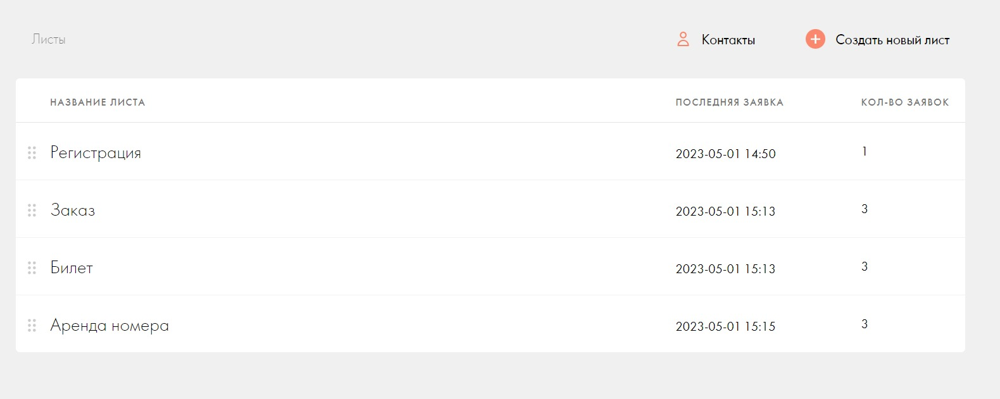 Листы Контакты Создать новый лист
НАЗВАНИЕ ЛИСТА ПОСЛЕДНЯЯ ЗАЯВКА КОЛ-ВО ЗАЯВОК
Регистрация 2023-05-01 14:50 1
Заказ 2023-05-01 15:13 3
Билет 2023-05-01 15:13 3
Аренда номера 2023-05-01 15:15 3